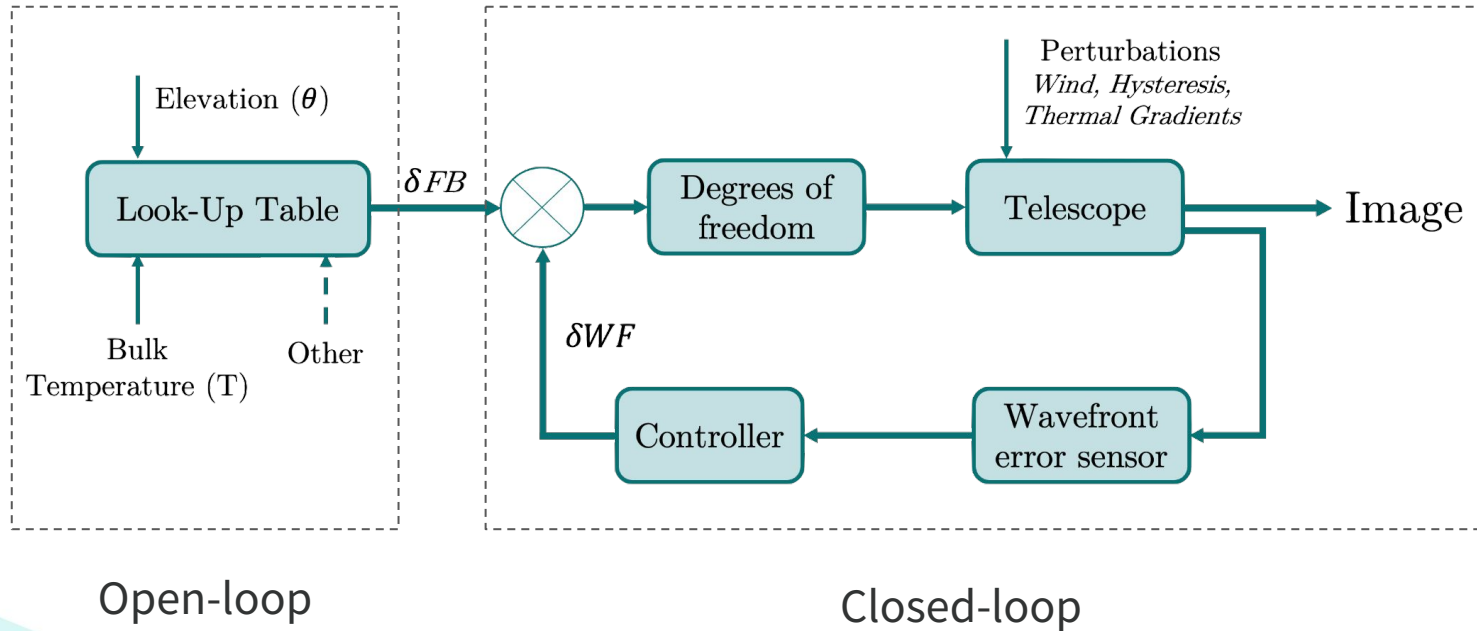 Elevation (θ)
Look-Up Table
Bulk
Temperature (T)
Other
δFB
Perturbations
Wind, Hysteresis,
Thermal Gradients
Degrees of
freedom
Telescope
Image
δWF
Controller
Wavefront
error sensor
Open-loop
Closed-loop